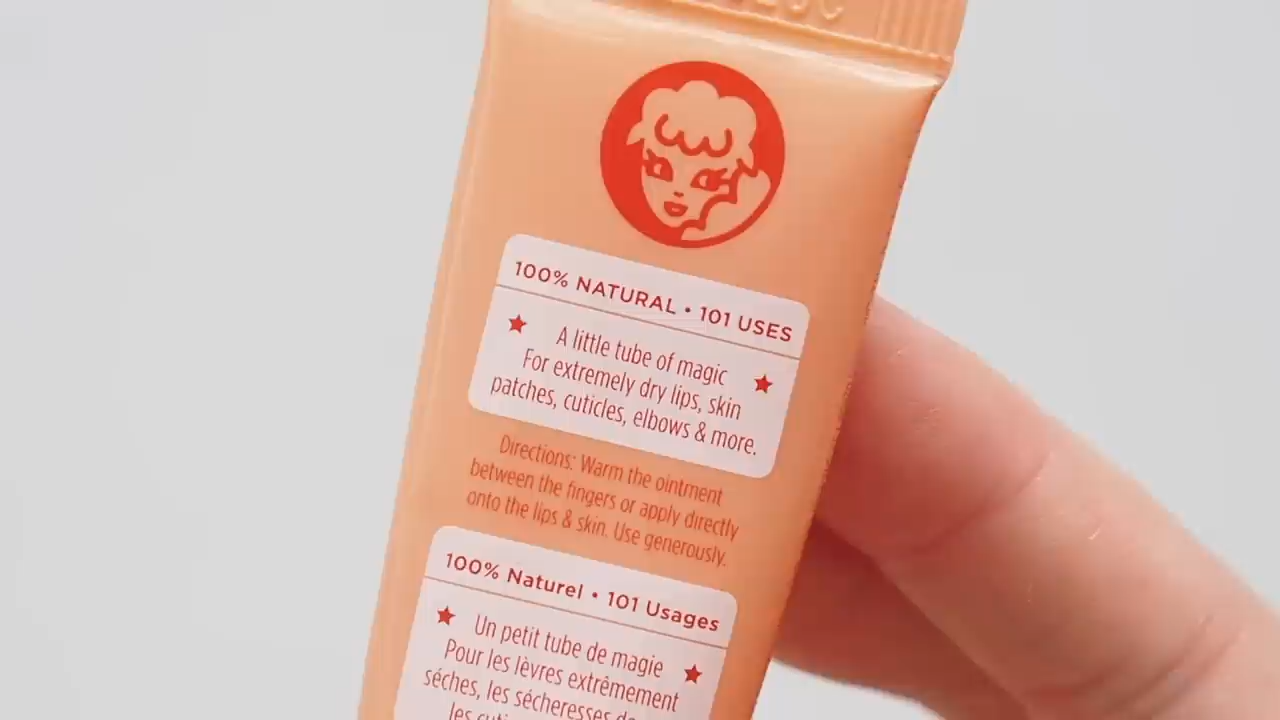 100% NATURAL • 101 USES
A little tube of magic
For extremely dry lips, skin
patches, cuticles, elbows & more.
Directions: Warm the ointment
between the fingers or apply directly
onto the lips & skin. Use generously.
100% Naturel • 101 Usages
Un petit tube de magie
Pour les lèvres extrêmement
séches, les sécheresses
les